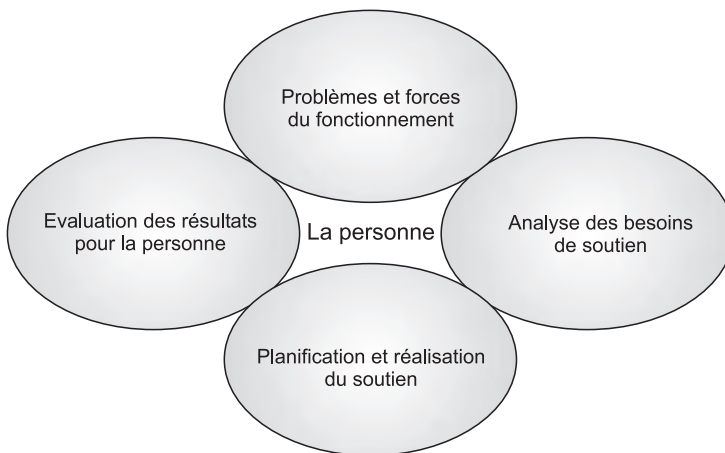 Problèmes et forces
du fonctionnement
Evaluation des résultats
pour la personne
La personne
Analyse des besoins
de soutien
Planification et réalisation
du soutien